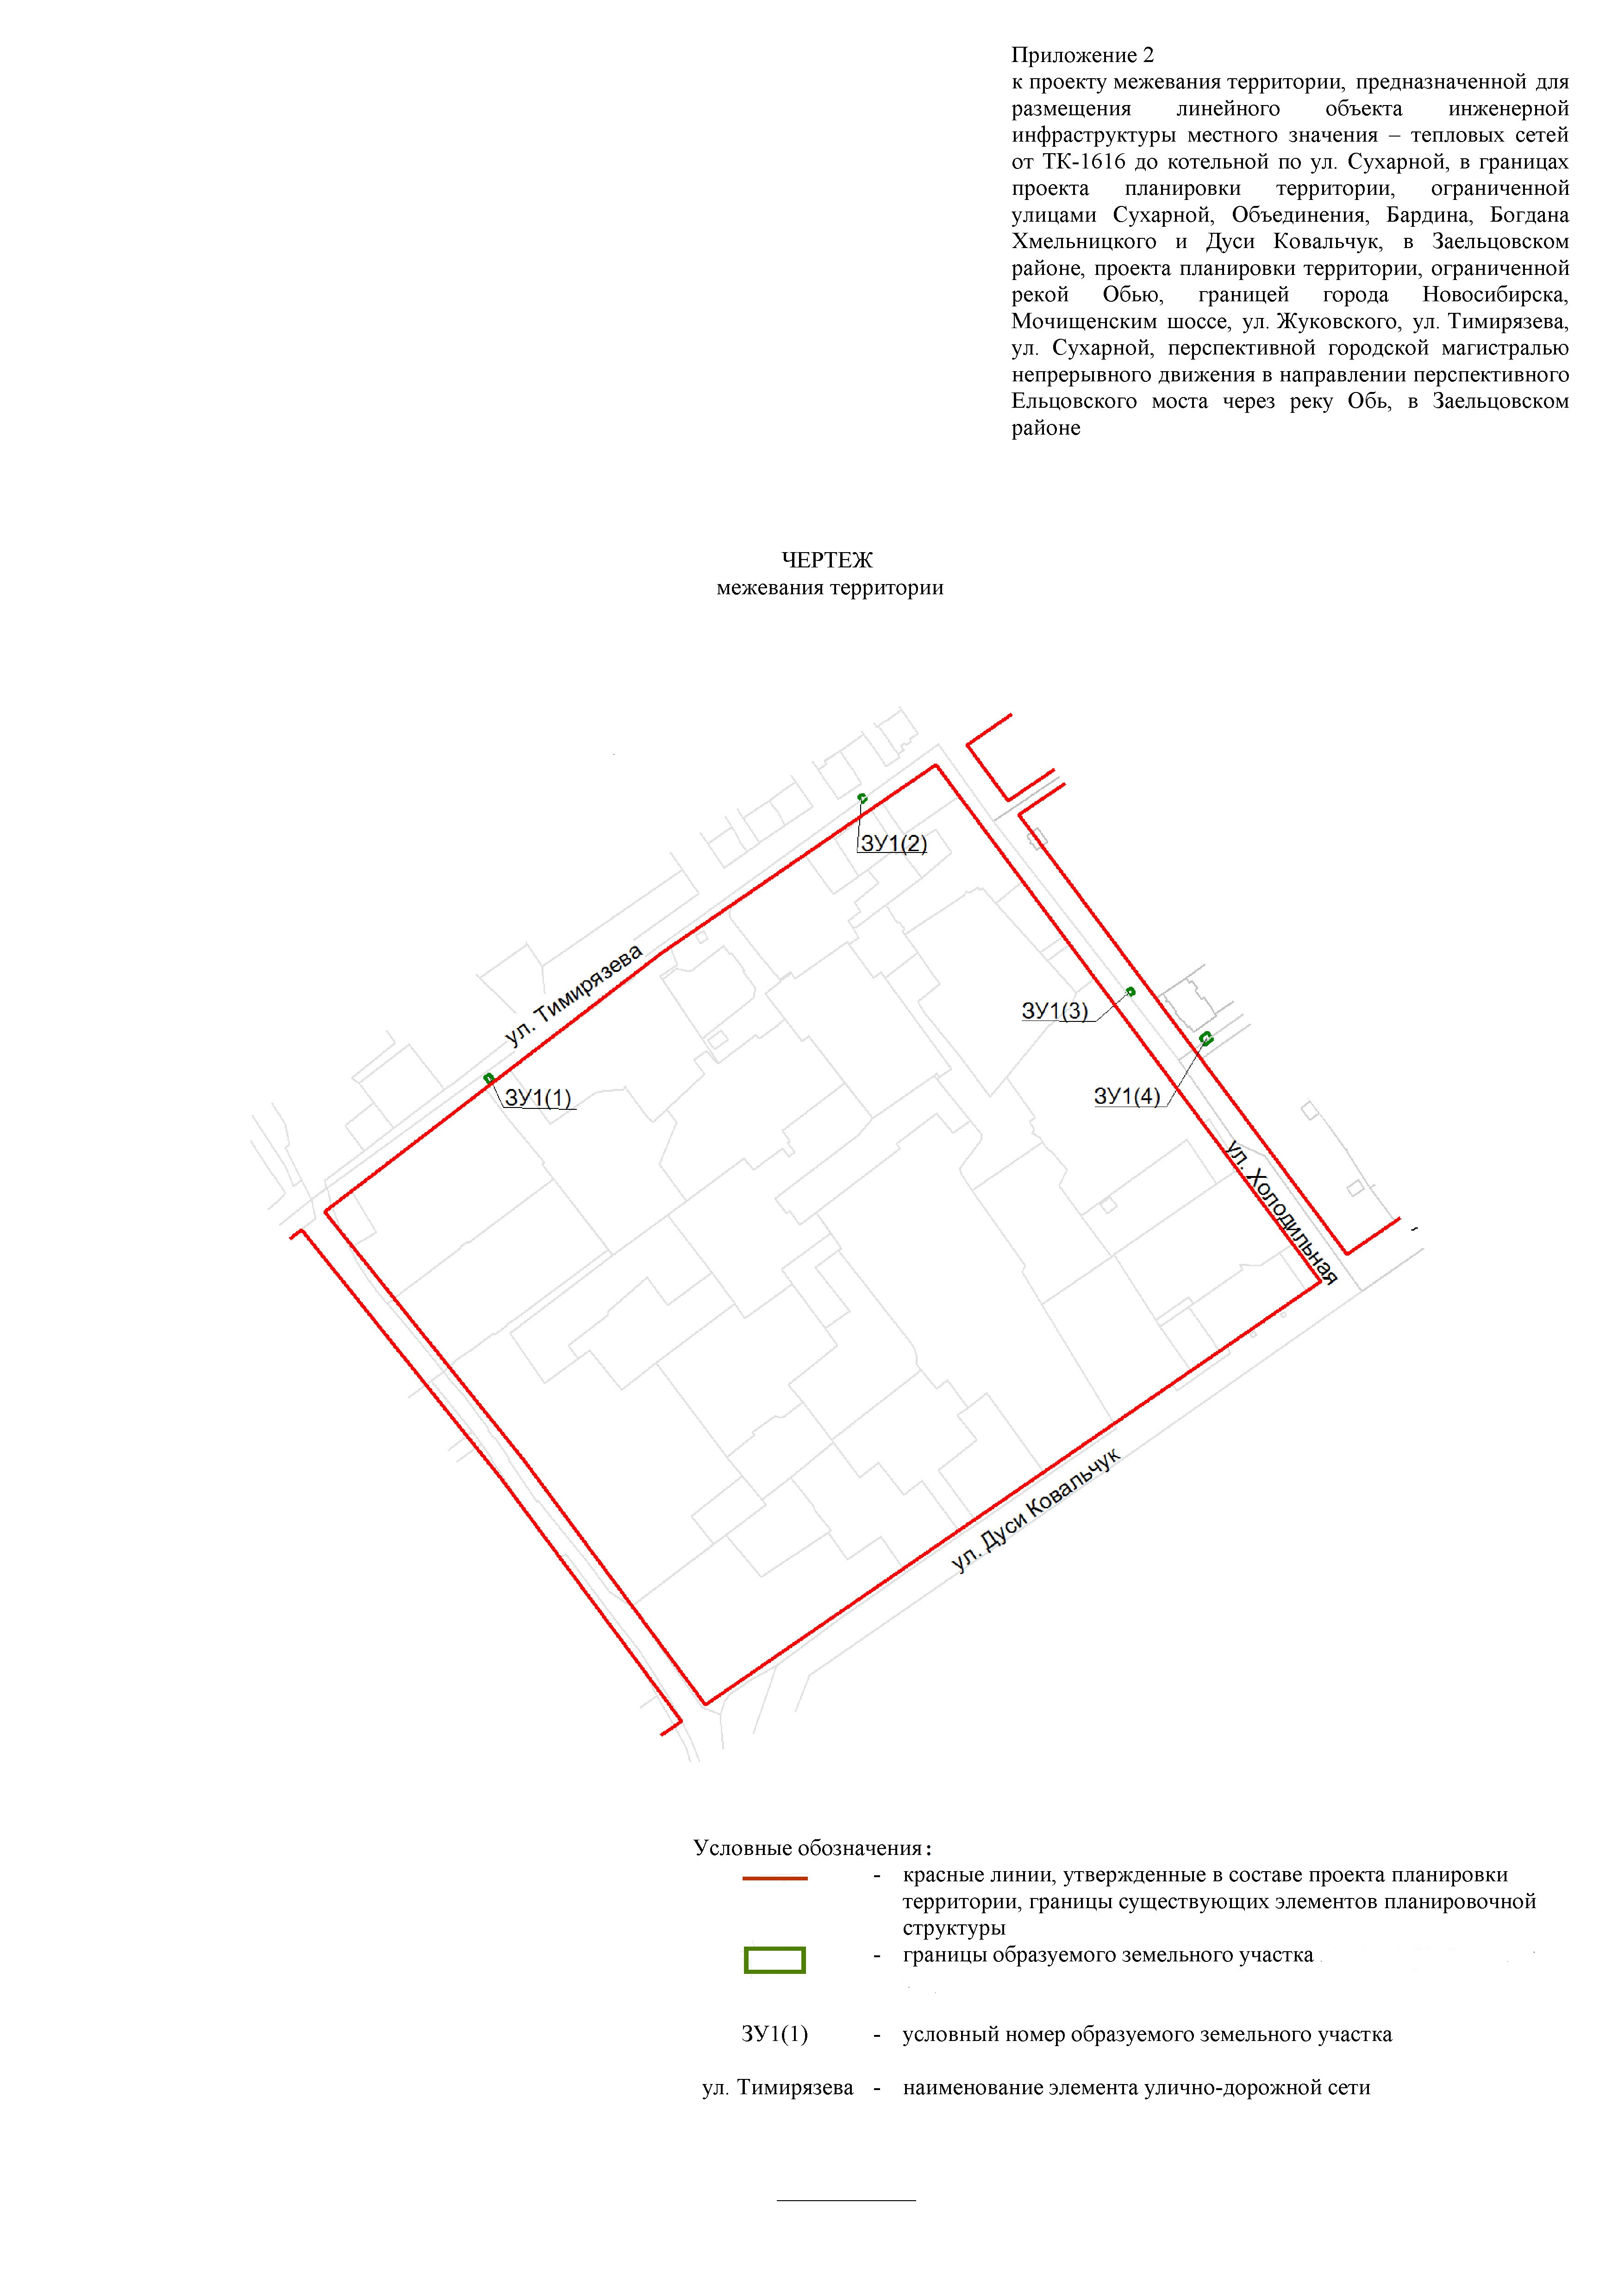 Приложение 2
к проекту межевания территории, предназначенной для
размещения линейного объекта инженерной
инфраструктуры местного значения – тепловых сетей
от ТК-1616 до котельной по ул. Сухарной, в границах
проекта планировки территории, ограниченной
улицами Сухарной, Объединения, Бардина, Богдана
Хмельницкого и Дуси Ковальчук, в Заельцовском
районе, проекта планировки территории, ограниченной
рекой Обью, границей города Новосибирска,
Мочищенским шоссе, ул. Жуковского, ул. Тимирязева,
ул. Сухарной, перспективной городской магистралью
непрерывного движения в направлении перспективного
Ельцовского моста через реку Обь, в Заельцовском
районе
ЧЕРТЕЖ
межевания территории
ЗУ1(2)
ул. Тимирязева
ЗУ1(3)
ЗУ1(1)
ЗУ1(4)
ул. Холодильная
ул. Дуси Ковальчук
Условные обозначения:
- красные линии, утвержденные в составе проекта планировки
территории, границы существующих элементов планировочной
структуры
- границы образуемого земельного участка
ЗУ1(1) - условный номер образуемого земельного участка
ул. Тимирязева - наименование элемента улично-дорожной сети